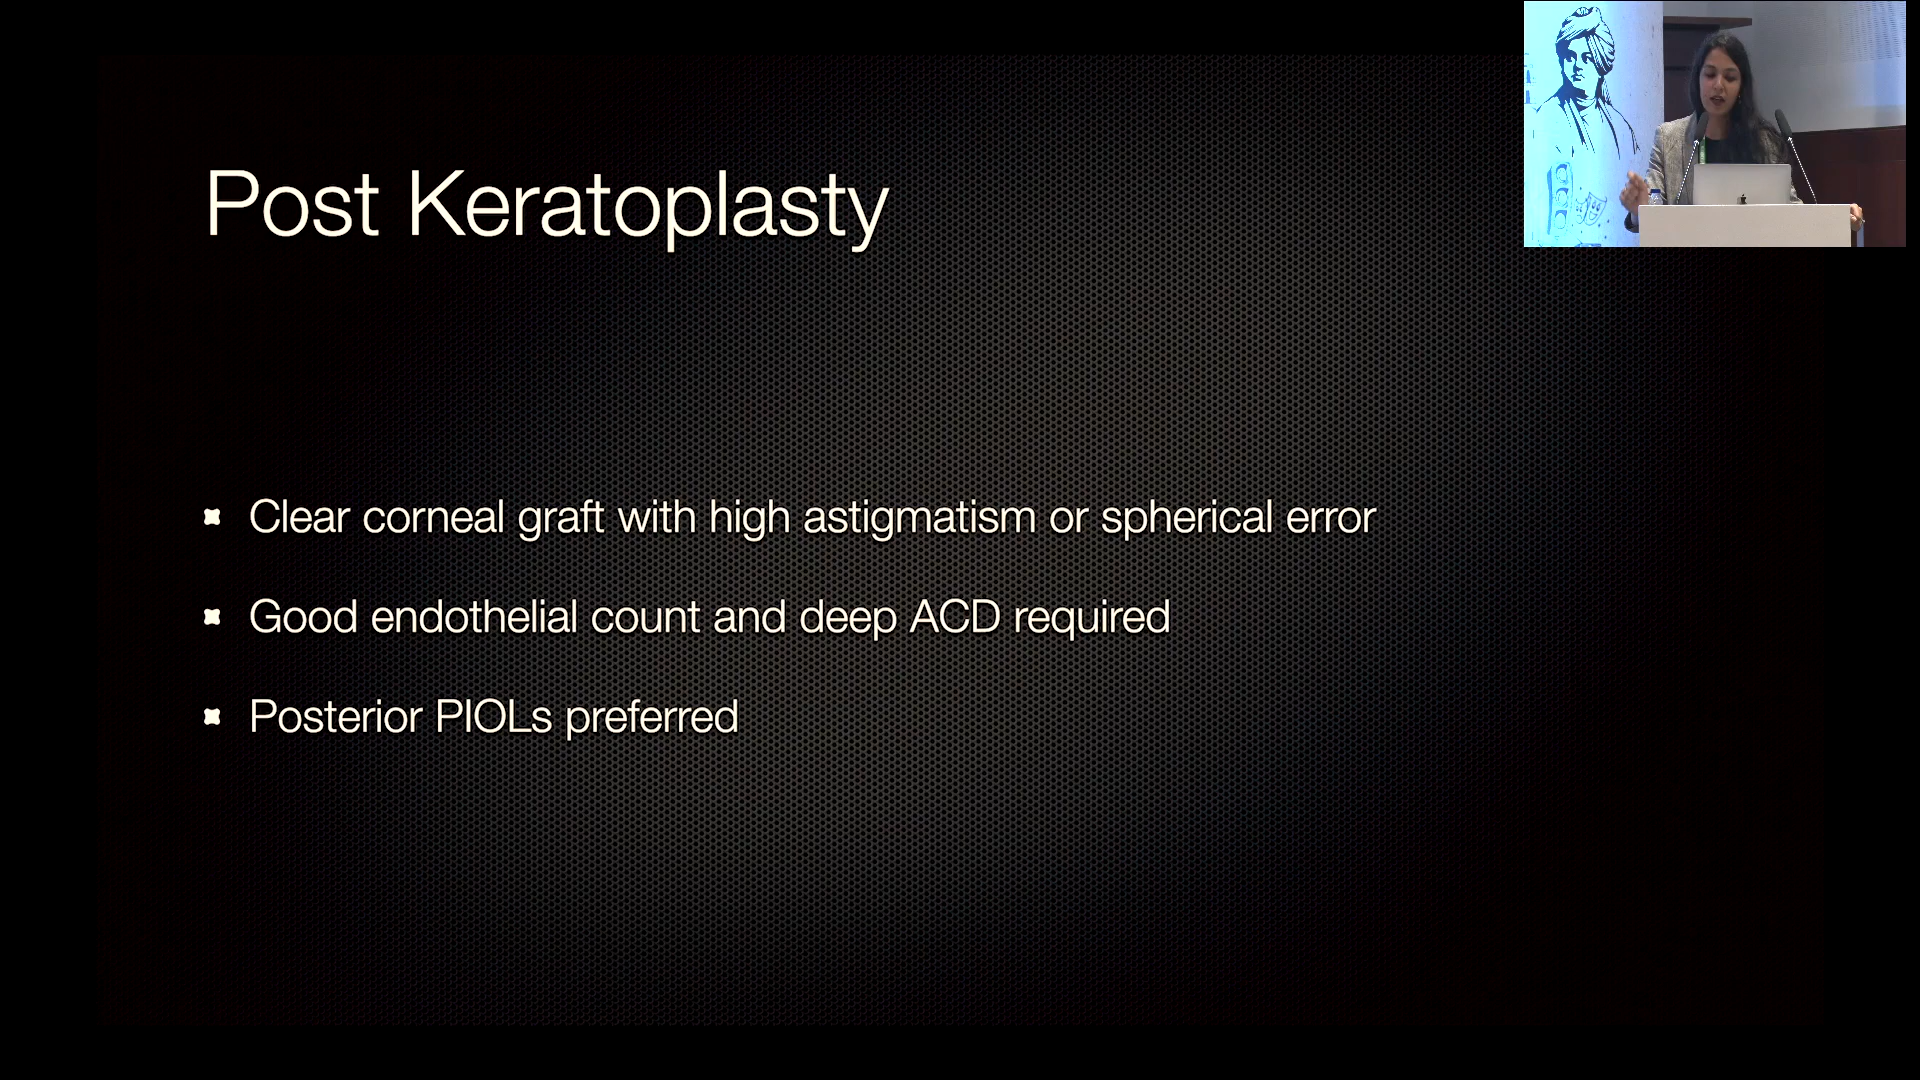 Post Keratoplasty
Clear corneal graft with high astigmatism or spherical error
Good endothelial count and deep ACD required
Posterior PIOLs preferred